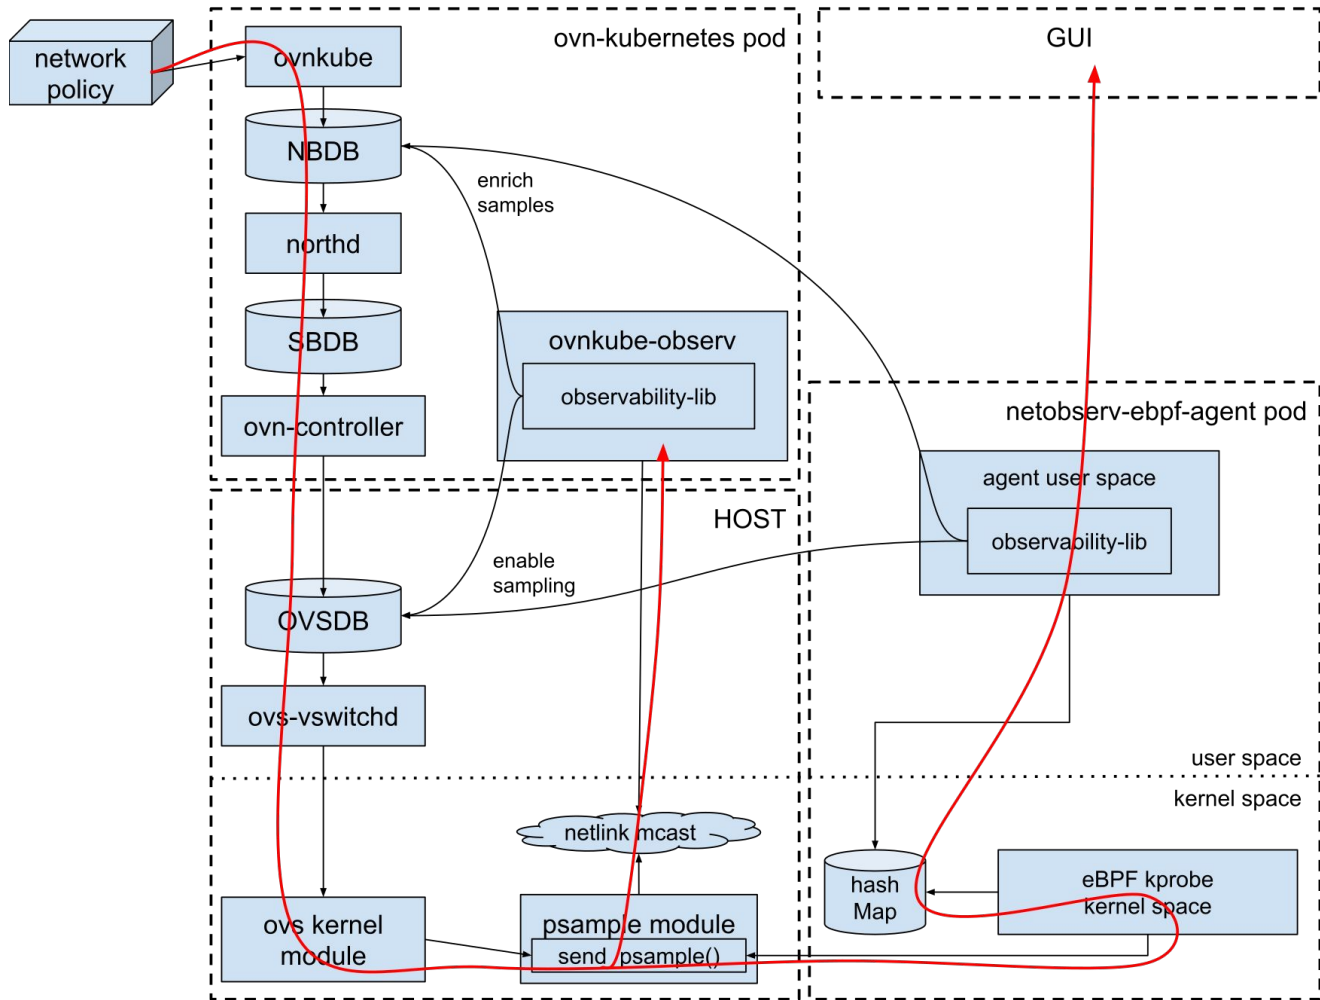 network
policy
ovnkube
ovn-kubernetes pod
GUI
NBDB
enrich
samples
northd
SBDB
ovnkube-observ
observability-lib
ovn-controller
netobserv-ebpf-agent pod
agent user space
observability-lib
HOST
enable
sampling
OVSDB
ovs-vswitchd
user space
kernel space
netlink mcast
hash
Map
eBPF kprobe
kernel space
ovs kernel
module
psample module
send_psample()